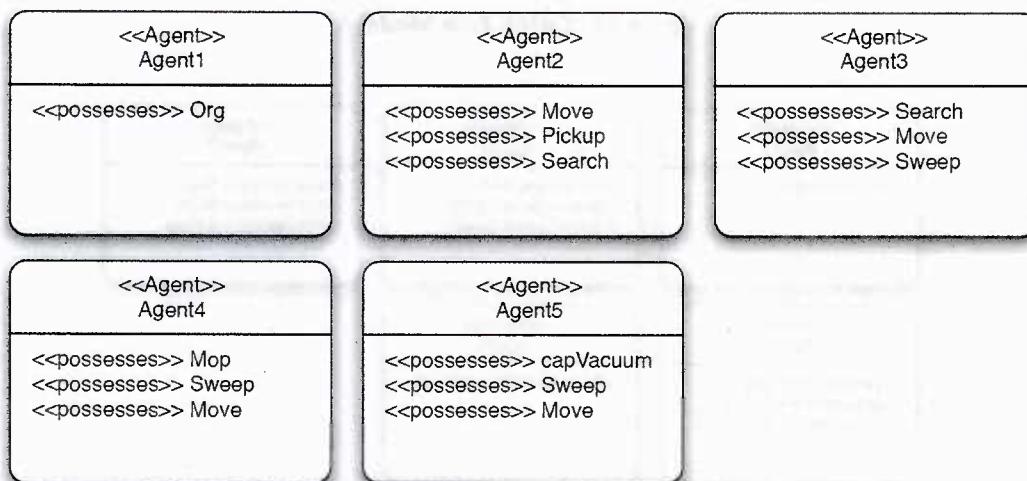 <<Agent>>
Agent1
<<possesses>> Org
<<Agent>>
Agent2
<<possesses>> Move
<<possesses>> Pickup
<<possesses>> Search
<<Agent>>
Agent3
<<possesses>> Search
<<possesses>> Move
<<possesses>> Sweep
<<Agent>>
Agent4
<<possesses>> Mop
<<possesses>> Sweep
<<possesses>> Move
<<Agent>>
Agent5
<<possesses>> capVacuum
<<possesses>> Sweep
<<possesses>> Move